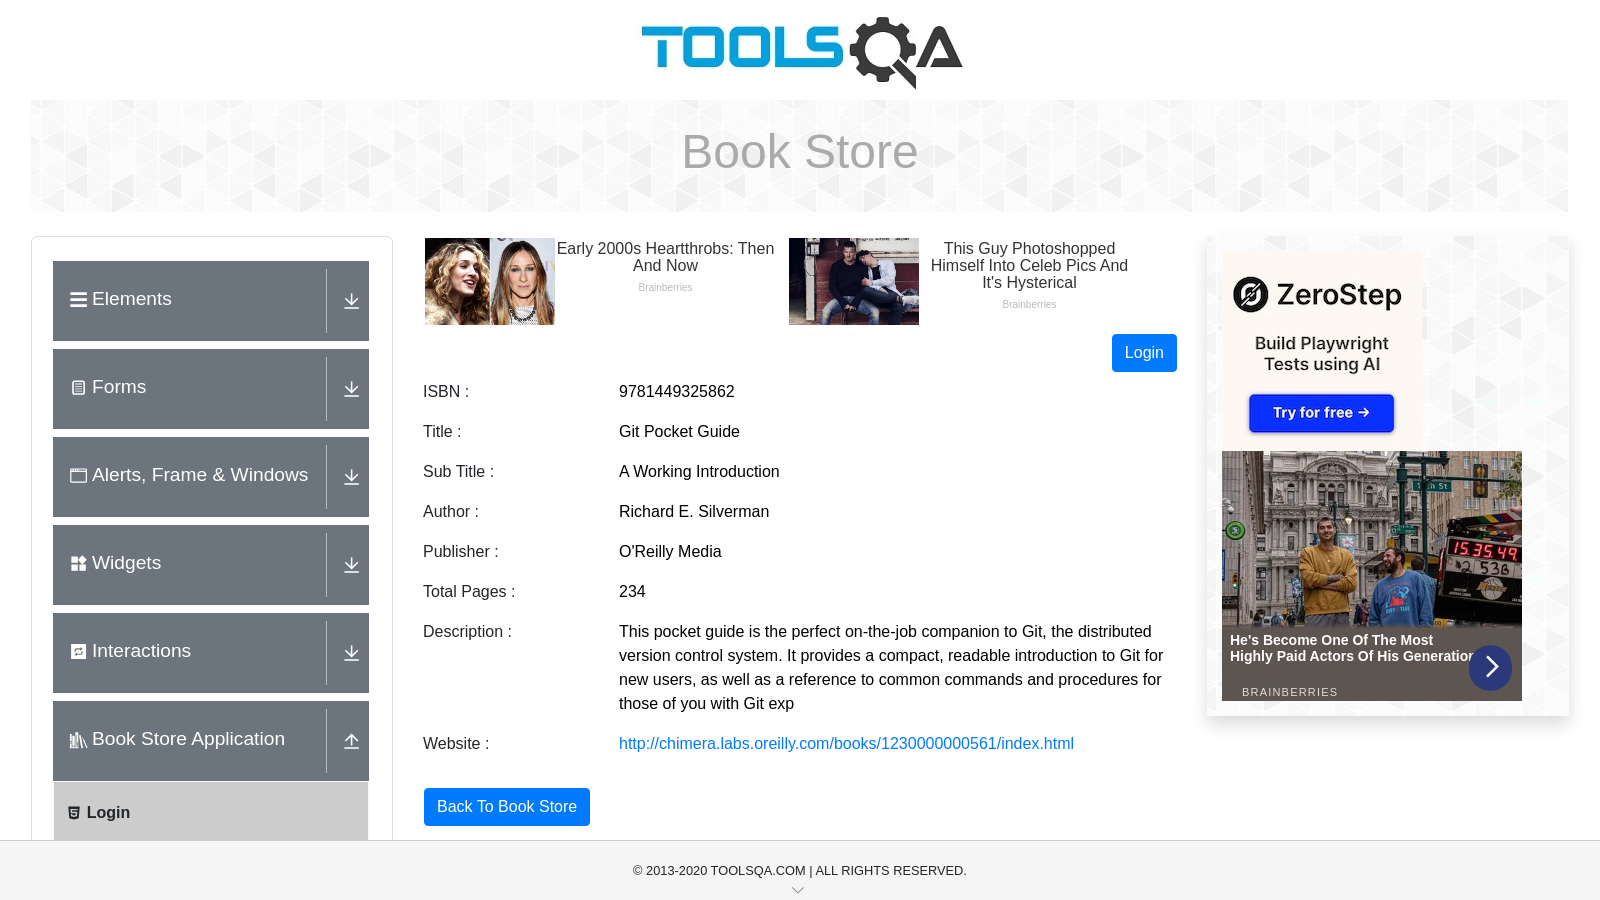 TOOLSQA
Book Store
Elements
Forms
Alerts, Frame & Windows
Widgets
Interactions
Book Store Application
Login
Early 2000s Heartthrobs: Then
And Now
Brainberries
This Guy Photoshopped
Himself Into Celeb Pics And
It's Hysterical
Brainberries
Login
ISBN : 9781449325862
Title : Git Pocket Guide
Sub Title : A Working Introduction
Author : Richard E. Silverman
Publisher : O'Reilly Media
Total Pages : 234
Description : This pocket guide is the perfect on-the-job companion to Git, the distributed
version control system. It provides a compact, readable introduction to Git for
new users, as well as a reference to common commands and procedures for
those of you with Git exp
Website : http://chimera.labs.oreilly.com/books/1230000000561/index.html
Back To Book Store
ZeroStep
Build Playwright
Tests using AI
Try for free →
15.35.49
He's Become One Of The Most
Highly Paid Actors Of His Generation
BRAINBERRIES
© 2013-2020 TOOLSQA.COM | ALL RIGHTS RESERVED.